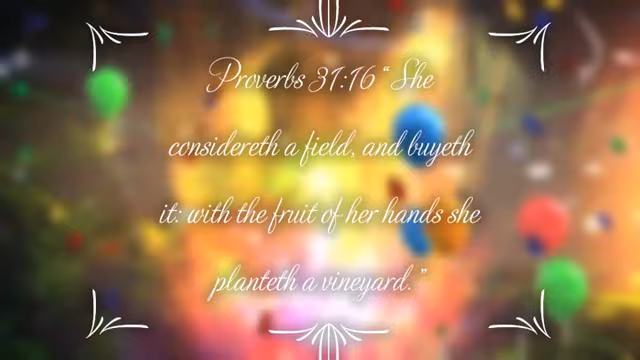 Proverbs 31:16 “She
considereth a field, and buyeth
it: with the fruit of her hands she
planteth a vineyard.”